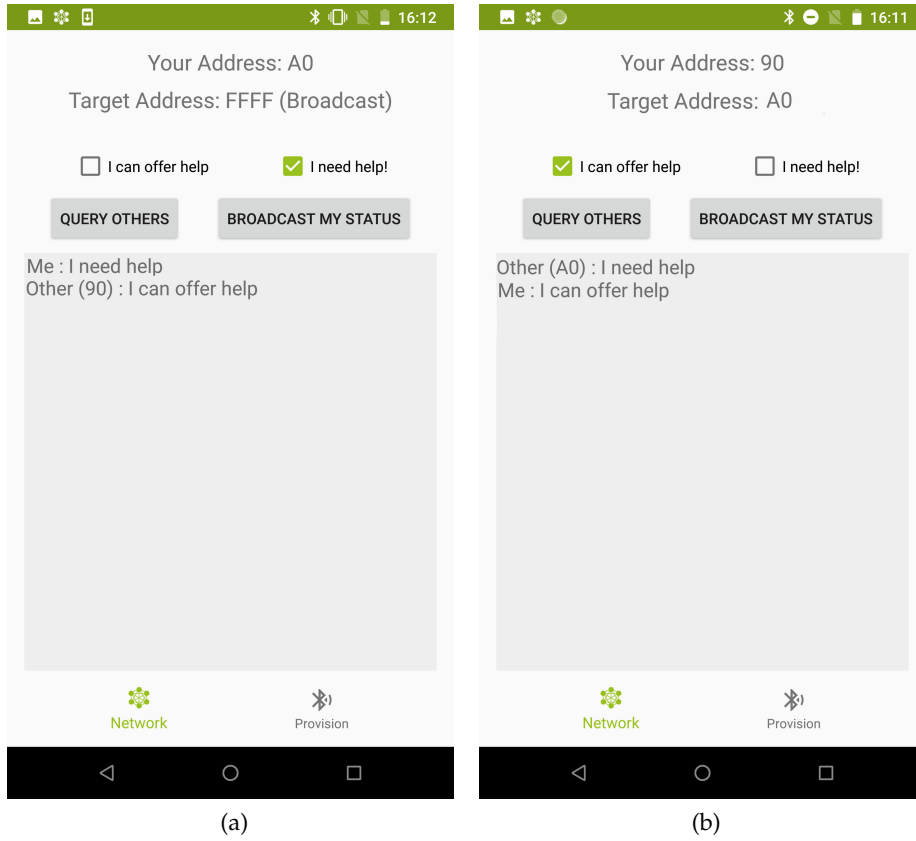 16:12
Your Address: A0
Target Address: FFFF (Broadcast)
I can offer help
I need help!
QUERY OTHERS
BROADCAST MY STATUS
Me : I need help
Other (90) : I can offer help
Network
Provision
(a)
16:11
Your Address: 90
Target Address: A0
I can offer help
I need help!
QUERY OTHERS
BROADCAST MY STATUS
Other (A0) : I need help
Me : I can offer help
Network
Provision
(b)